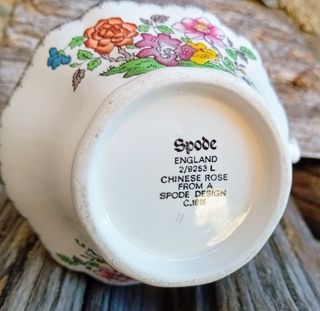 Spode
ENGLAND
2/9253 L
CHINESE ROSE
FROM A
SPODE DESIGN
C.1815